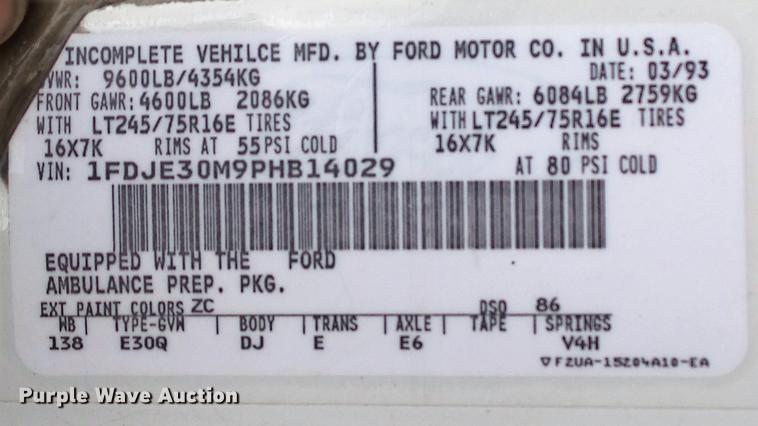 INCOMPLETE VEHILCE MFD. BY FORD MOTOR CO. IN U.S.A.
VWR: 9600LB/4354KG DATE: 03/93
FRONT GAWR: 4600LB 2086KG REAR GAWR: 6084LB 2759KG
WITH LT245/75R16E TIRES WITH LT245/75R16E TIRES
16X7K RIMS AT 55 PSI COLD 16X7K RIMS
VIN: 1FDJE30M9PHB14029 AT 80 PSI COLD
EQUIPPED WITH THE FORD
AMBULANCE PREP. PKG.
EXT PAINT COLORS ZC DSO 86
WB | TYPE-GVW | BODY | TRANS | AXLE | TAPE | SPRINGS
138 E30Q DJ E E6 V4H
F2UA-15204A10-EA
Purple Wave Auction